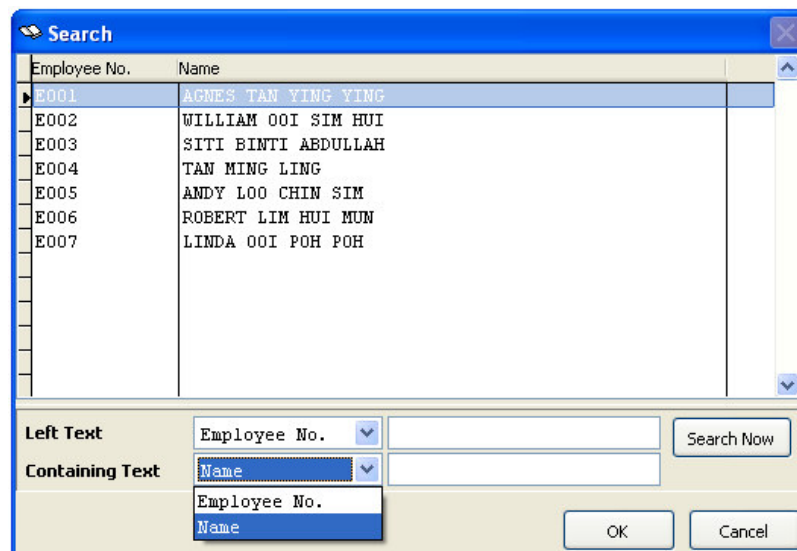 Search
Employee No. Name
E001 AGNES TAN YING YING
E002 WILLIAM OOI SIM HUI
E003 SITI BINTI ABDULLAH
E004 TAN MING LING
E005 ANDY LOO CHIN SIM
E006 ROBERT LIM HUI MUN
E007 LINDA OOI POH POH
Left Text Employee No. Search Now
Containing Text Name
Employee No.
Name
OK Cancel